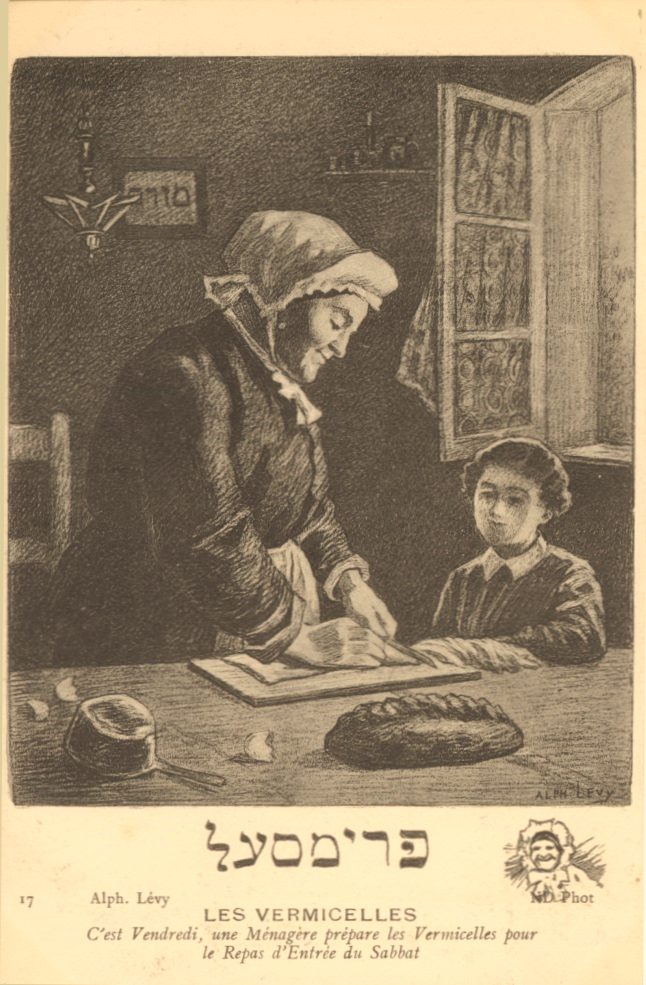 מזרח
ALPH LÉVY
פרימסעל
17 Alph. Lévy ND Phot
LES VERMICELLES
C'est Vendredi, une Ménagère prépare les Vermicelles pour
le Repas d'Entrée du Sabbat